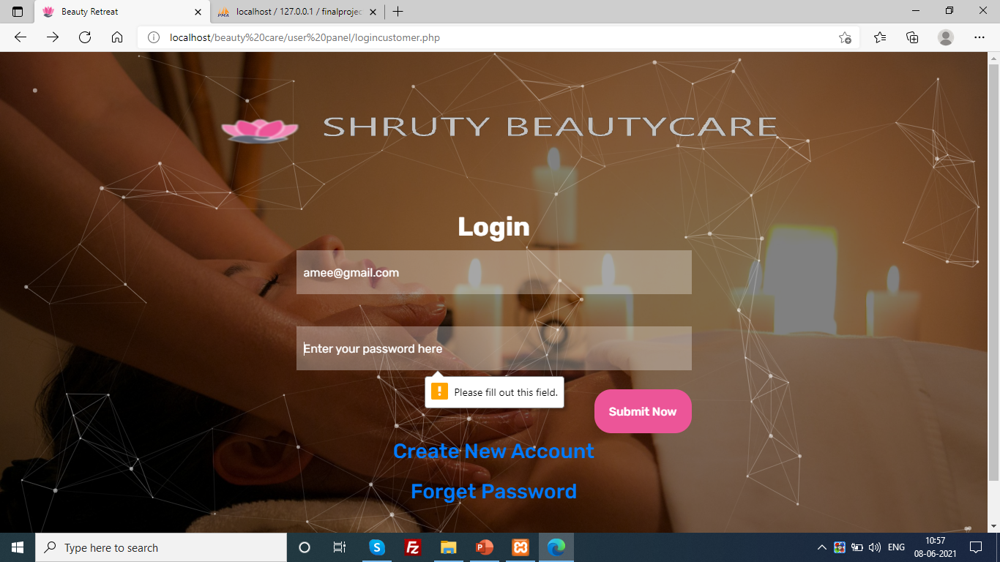 Beauty Retreat
localhost / 127.0.0.1 / finalprojec
localhost/beauty%20care/user%20panel/logincustomer.php
SHRUTY BEAUTYCARE
Login
amee@gmail.com
Enter your password here
! Please fill out this field.
Submit Now
Create New Account
Forget Password
Type here to search
ENG
10:57
08-06-2021